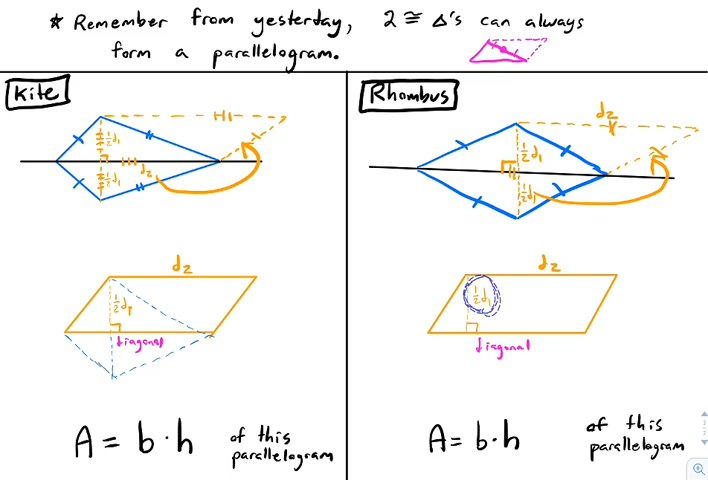 * Remember from yesterday, 2 ≅ Δ's can always
form a parallelogram.
Kite
½d₁
½d₁
d₂
d₂
½d₁
diagonal
A = b · h
of this
parallelogram
Rhombus
d₂
½d₁
½d₁
d₂
½d₁
diagonal
A = b · h
of this
parallelogram